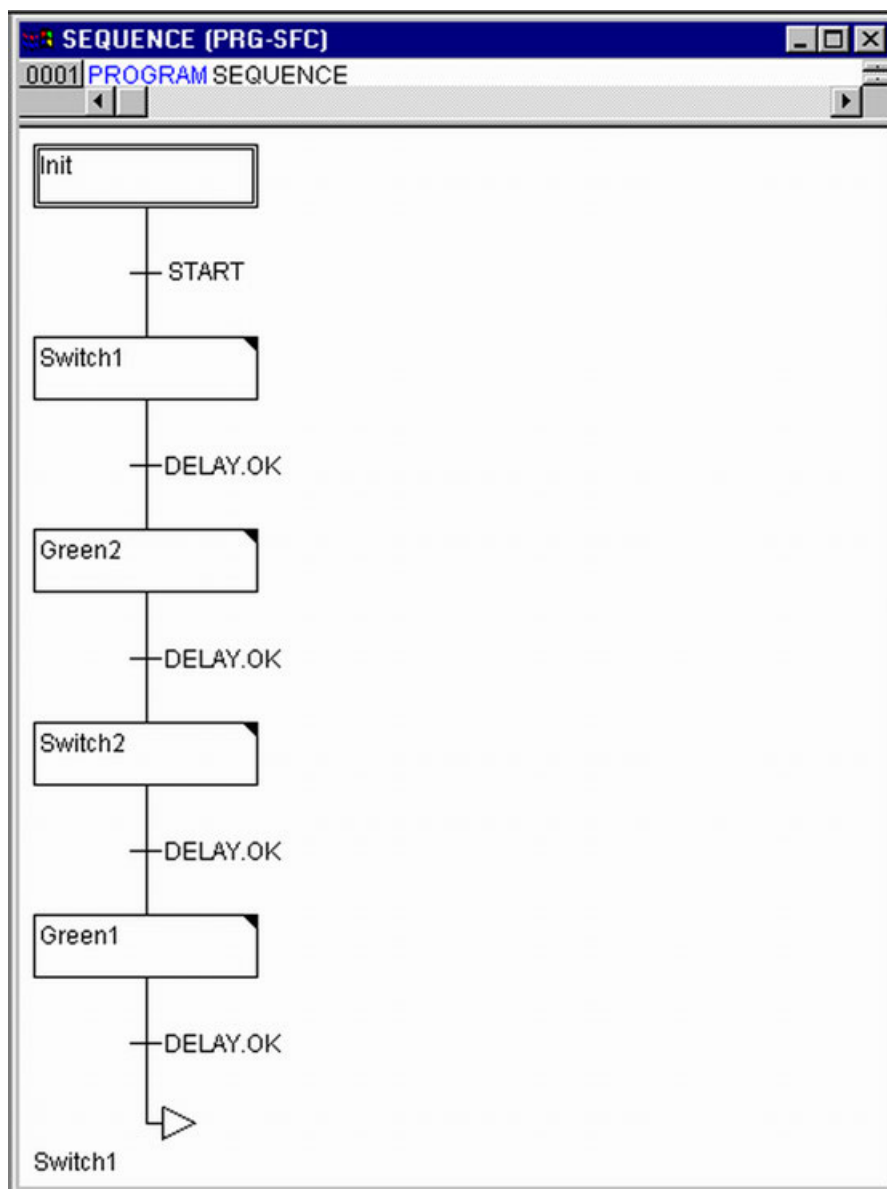 SEQUENCE (PRG-SFC)
0001 PROGRAM SEQUENCE
Init
START
Switch1
DELAY.OK
Green2
DELAY.OK
Switch2
DELAY.OK
Green1
DELAY.OK
Switch1